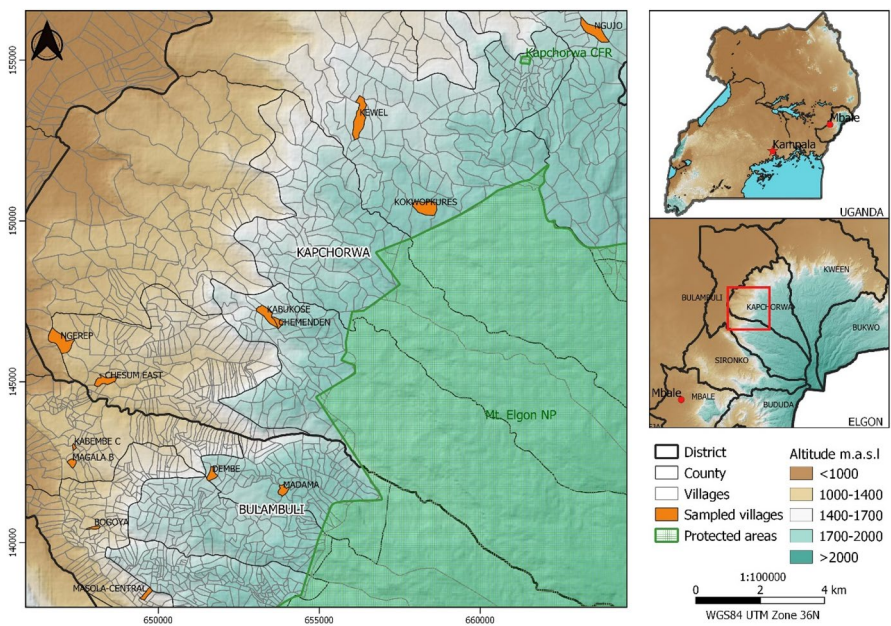 NGUJO
Kapchorwa CFR
KEWEL
KOKWOPKURES
KAPCHORWA
KABUKOSE
CHEMENDEN
NGEREP
CHESUM EAST
Mt. Elgon NP
KABEMBE C
MAGALA B
DEMBE
MADAMA
BULAMBULI
BOGOYA
MASOLA-CENTRAL
155000
150000
145000
140000
650000
655000
660000
Mbale
Kampala
UGANDA
KWEEN
BULAMBULI
KAPCHORWA
BUKWO
SIRONKO
Mbale
MBALE
BUDUDA
ELGON
District
County
Villages
Sampled villages
Protected areas
Altitude m.a.s.l
<1000
1000-1400
1400-1700
1700-2000
>2000
1:100000
0 2 4 km
WGS84 UTM Zone 36N